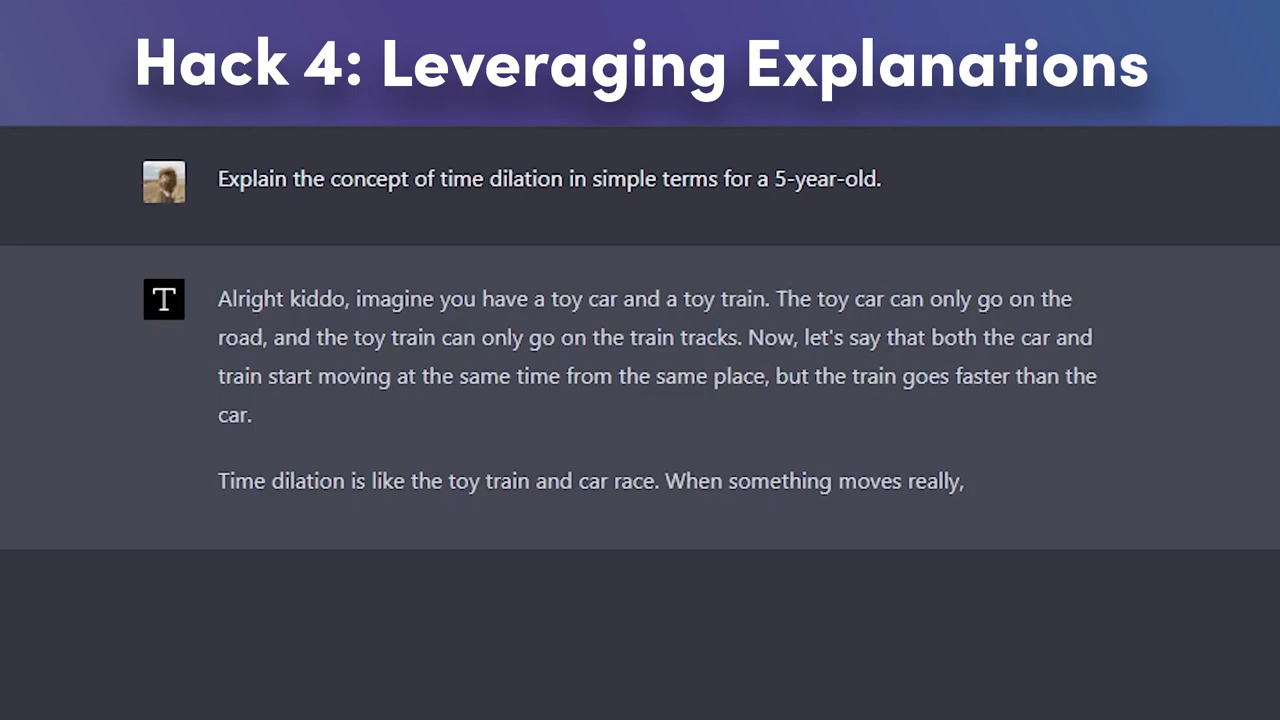 Hack 4: Leveraging Explanations
Explain the concept of time dilation in simple terms for a 5-year-old.
T
Alright kiddo, imagine you have a toy car and a toy train. The toy car can only go on the
road, and the toy train can only go on the train tracks. Now, let's say that both the car and
train start moving at the same time from the same place, but the train goes faster than the
car.
Time dilation is like the toy train and car race. When something moves really,